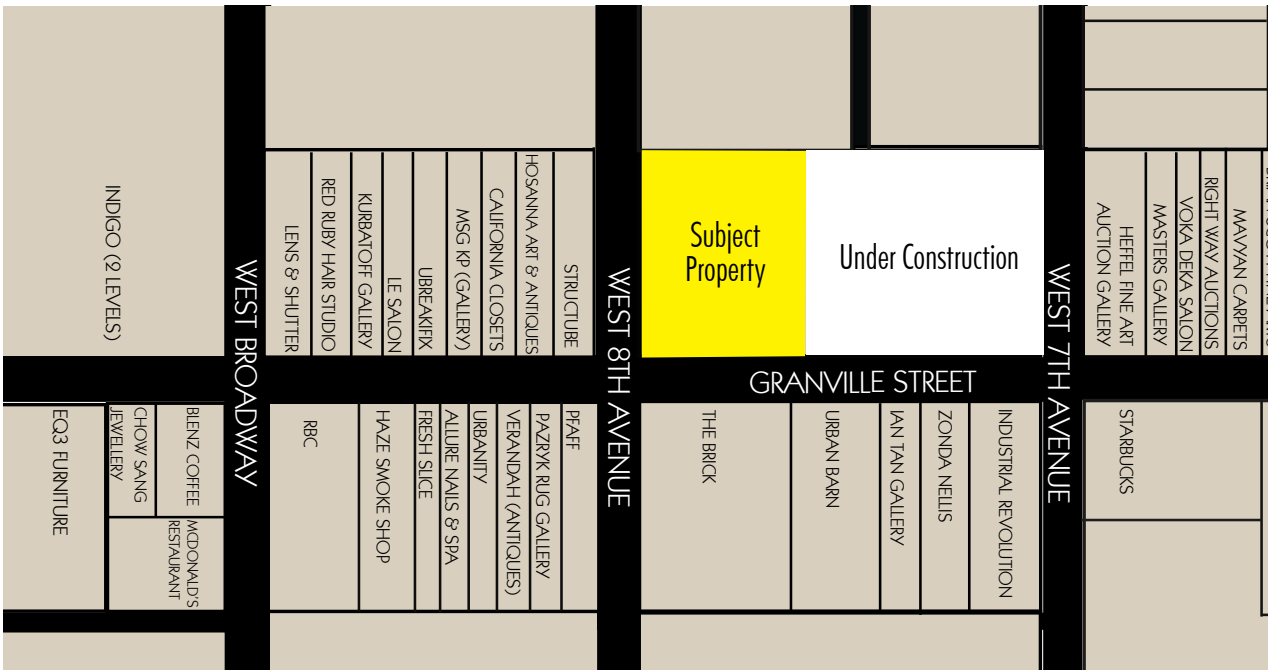 INDIGO (2 LEVELS)
WEST BROADWAY
LENS & SHUTTER
RED RUBY HAIR STUDIO
KURBATOFF GALLERY
LE SALON
UBREAKIFIX
MSG KP (GALLERY)
CALIFORNIA CLOSETS
HOSANNA ART & ANTIQUES
STRUCTUBE
WEST 8TH AVENUE
Subject
Property
Under Construction
WEST 7TH AVENUE
HEFFEL FINE ART
AUCTION GALLERY
MASTERS GALLERY
VOKA DEKA SALON
RIGHT WAY AUCTIONS
MAVYAN CARPETS
GRANVILLE STREET
EQ3 FURNITURE
CHOW SANG
JEWELLERY
BLENZ COFFEE
MCDONALD'S
RESTAURANT
RBC
HAZE SMOKE SHOP
FRESH SLICE
ALLURE NAILS & SPA
URBANITY
VERANDAH (ANTIQUES)
PAZRYK RUG GALLERY
PFAFF
THE BRICK
URBAN BARN
IAN TAN GALLERY
ZONDA NELLIS
INDUSTRIAL REVOLUTION
STARBUCKS